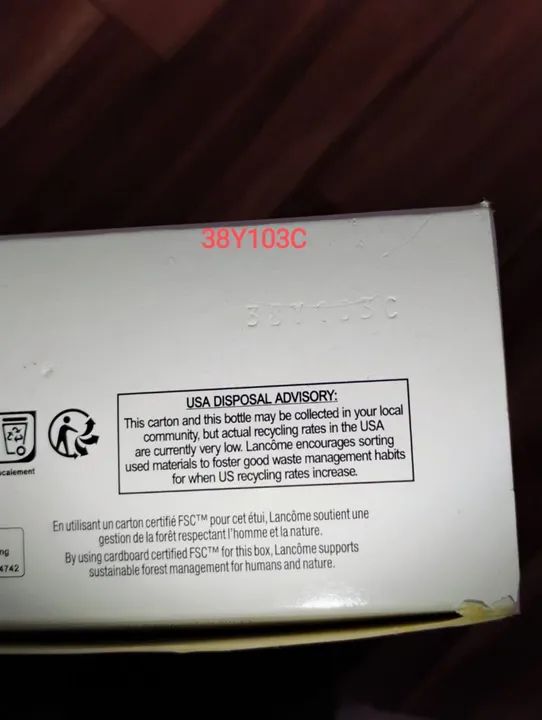 38Y103C
38Y103C
USA DISPOSAL ADVISORY:
This carton and this bottle may be collected in your local
community, but actual recycling rates in the USA
are currently very low. Lancôme encourages sorting
used materials to foster good waste management habits
for when US recycling rates increase.
calement
En utilisant un carton certifié FSC™ pour cet étui, Lancôme soutient une
gestion de la forêt respectant l'homme et la nature.
By using cardboard certified FSC™ for this box, Lancôme supports
sustainable forest management for humans and nature.
ng
4742